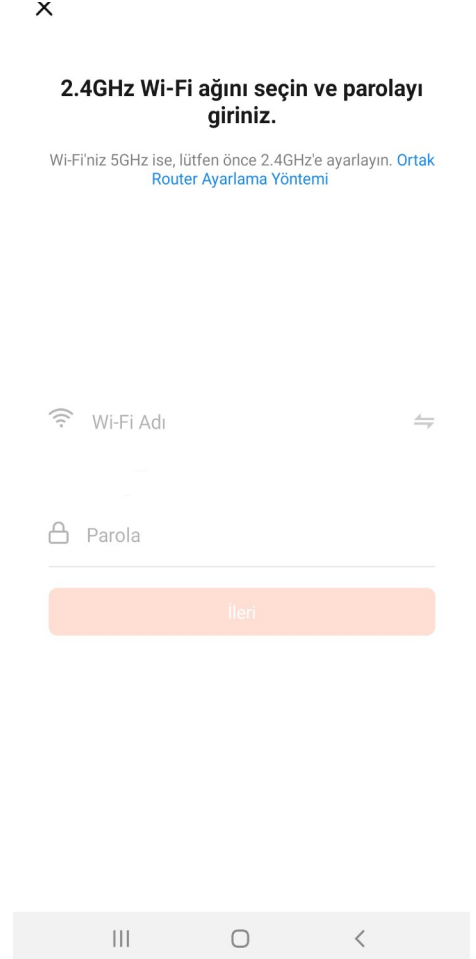 2.4GHz Wi-Fi ağını seçin ve parolayı
giriniz.
Wi-Fi'niz 5GHz ise, lütfen önce 2.4GHz'e ayarlayın. Ortak
Router Ayarlama Yöntemi
Wi-Fi Adı
Parola
İleri